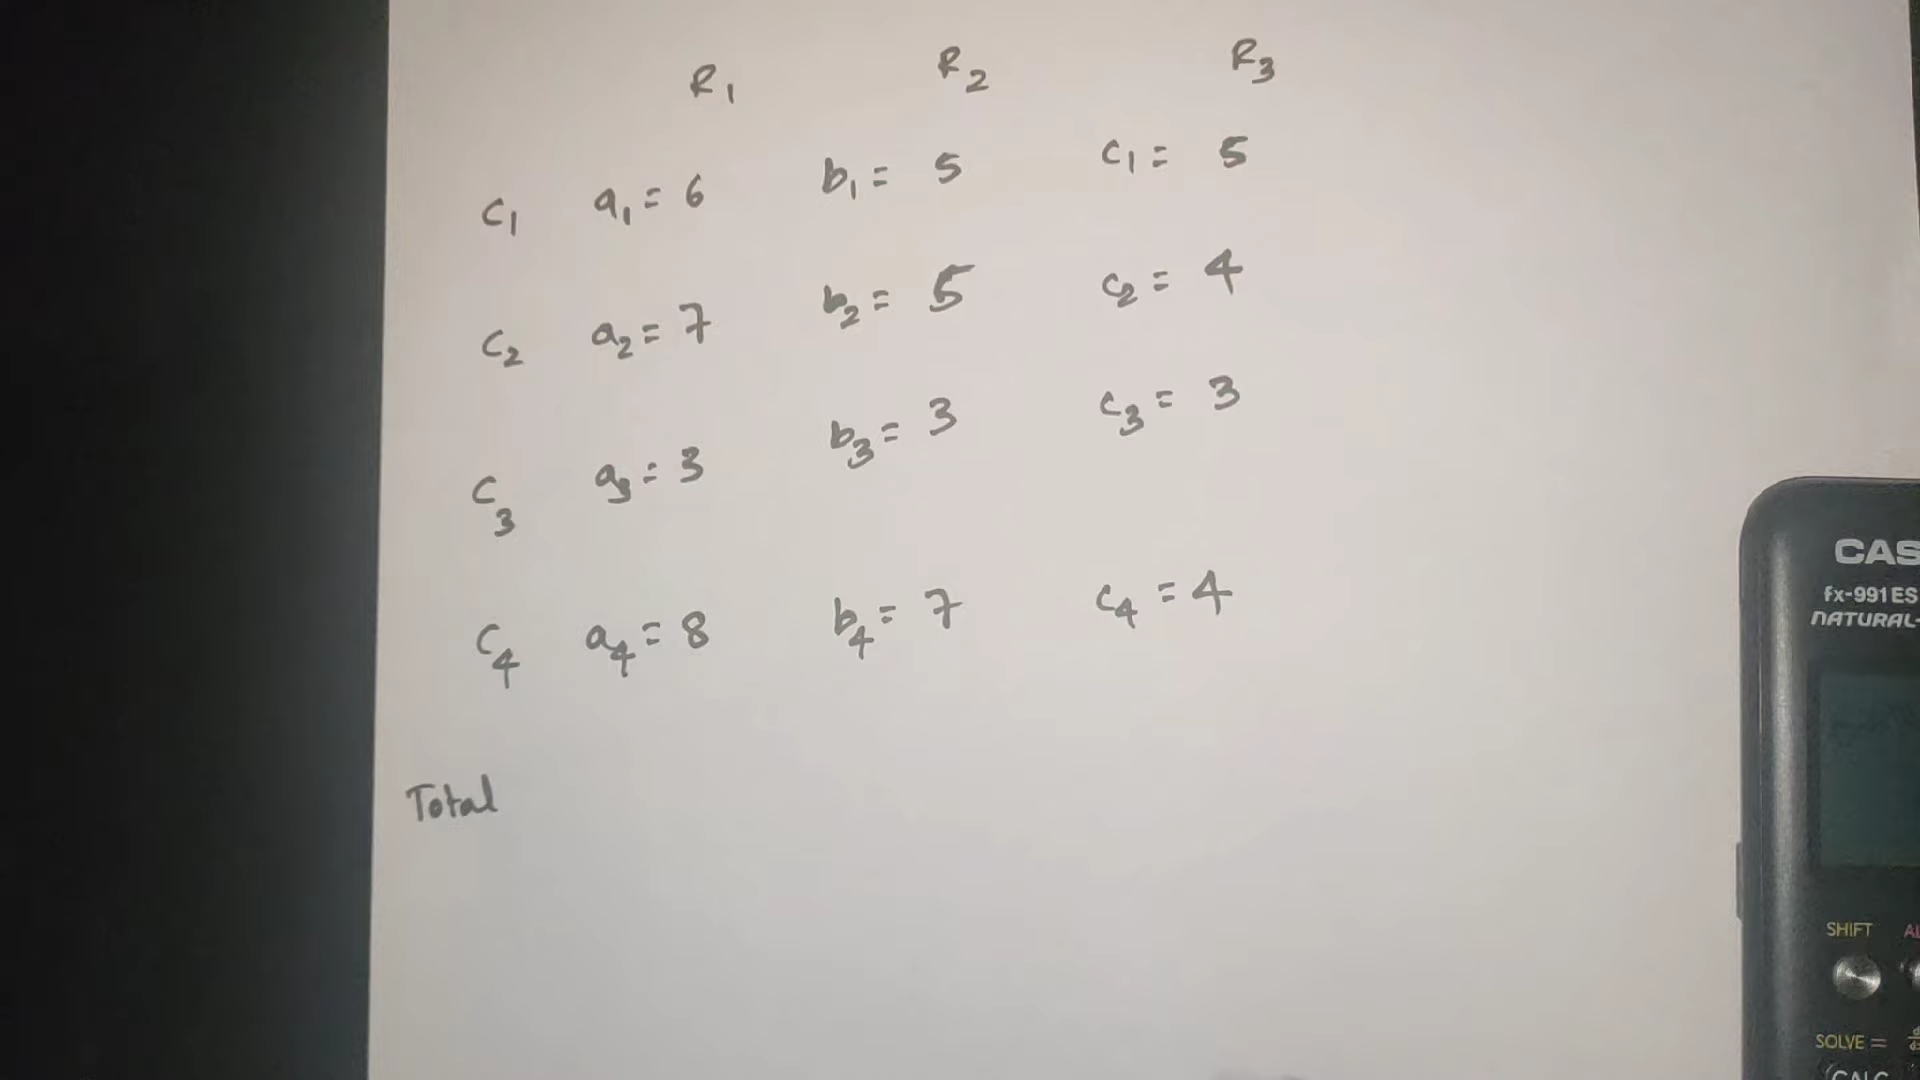 R1 R2 R3
C1 a1 = 6 b1 = 5 C1 = 5
C2 a2 = 7 b2 = 5 C2 = 4
C3 a3 = 3 b3 = 3 C3 = 3
C4 a4 = 8 b4 = 7 C4 = 4
Total
CAS
fx-991ES
NATURAL-
SHIFT AL
SOLVE =
CALC